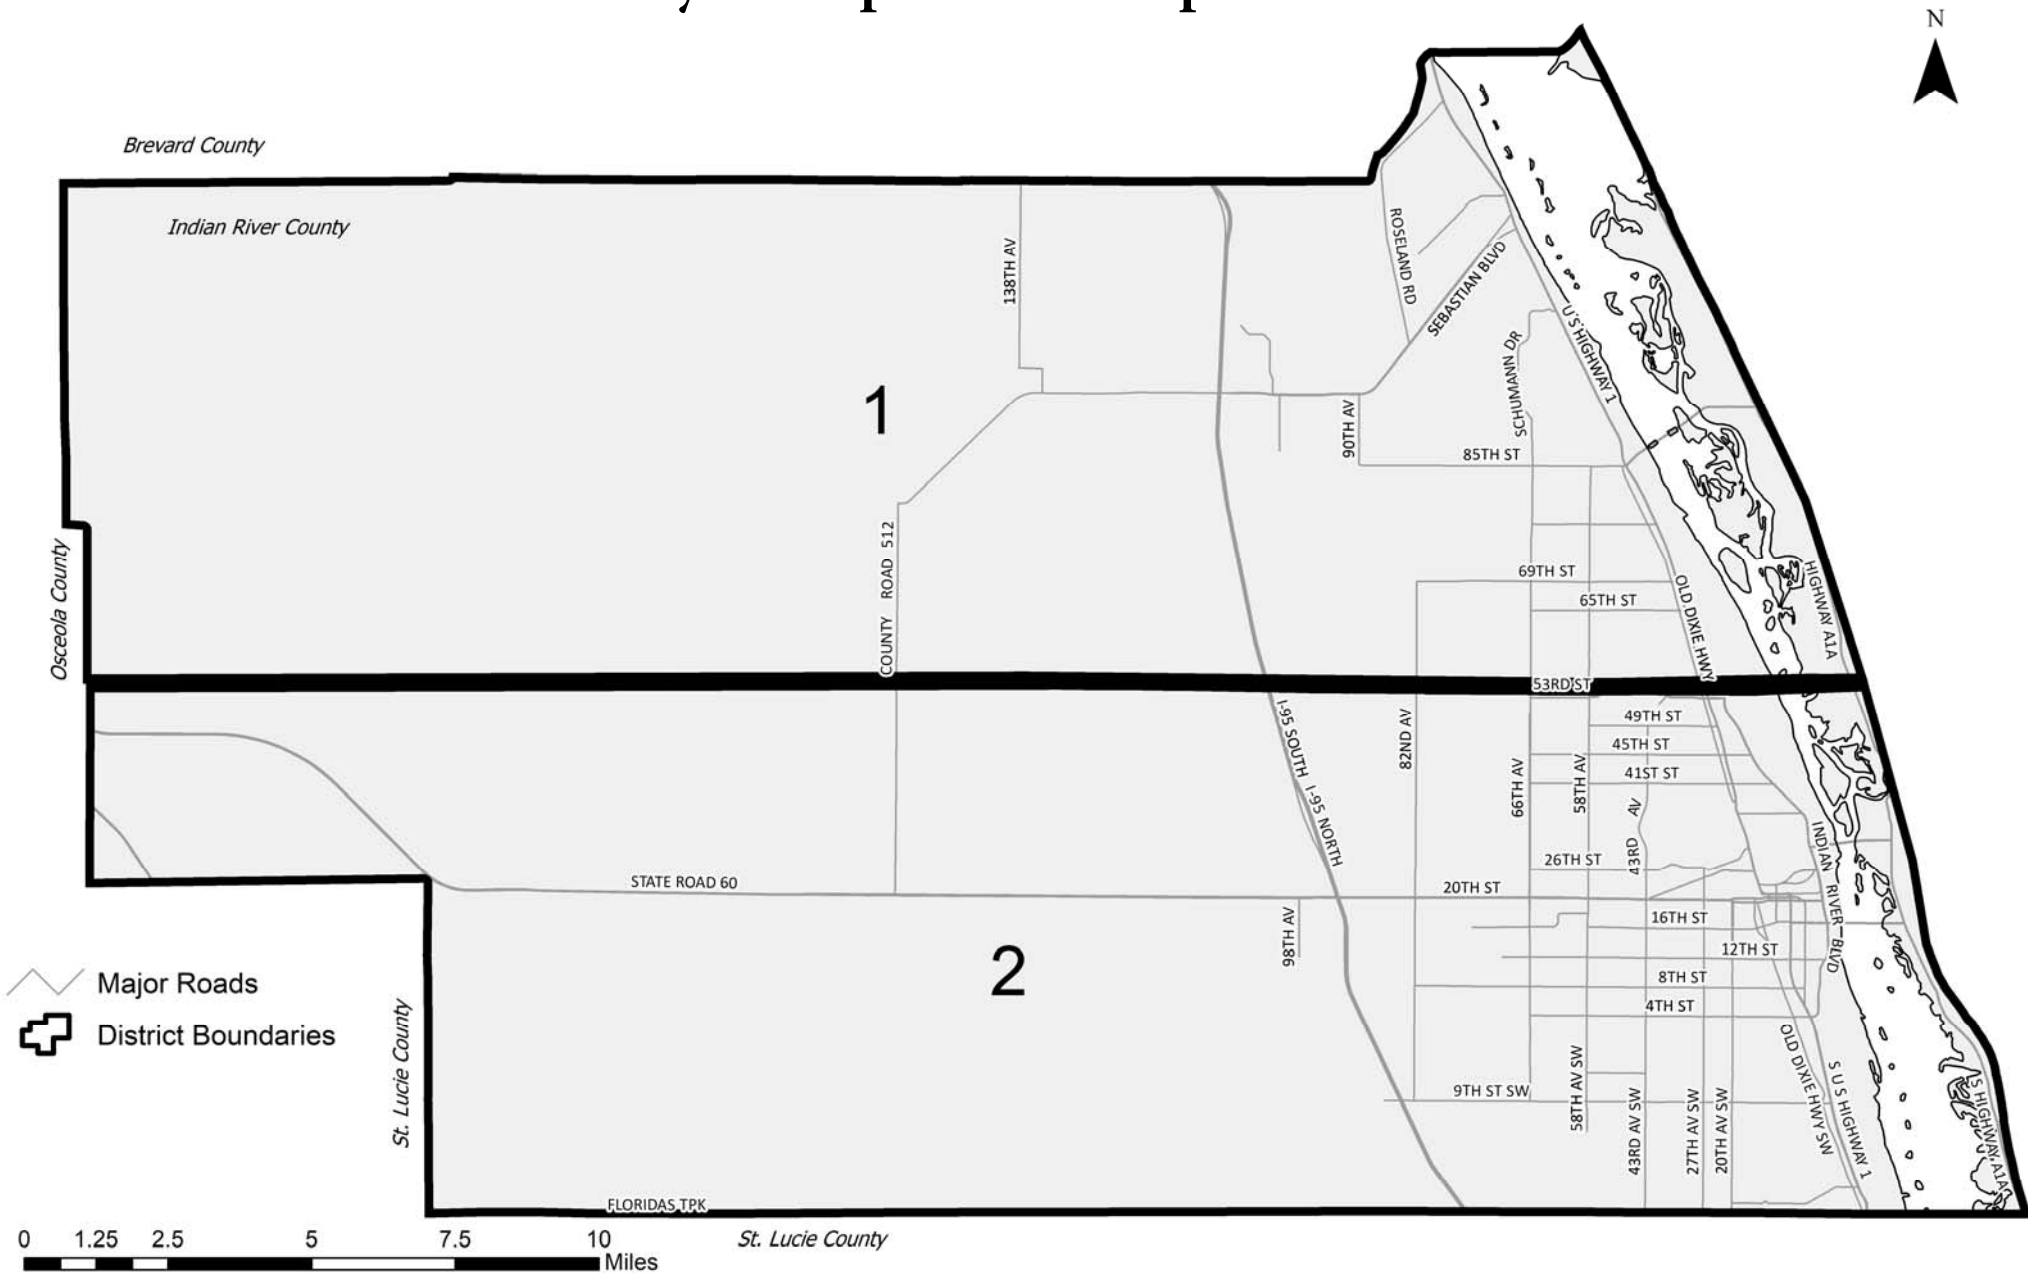 N
Brevard County
Indian River County
138TH AV
ROSELAND RD
SEBASTIAN BLVD
U S HIGHWAY 1
SCHUMANN DR
1
90TH AV
85TH ST
COUNTY ROAD 512
Osceola County
69TH ST
65TH ST
OLD DIXIE HWY
HIGHWAY A1A
53RD ST
I-95 SOUTH
I-95 NORTH
82ND AV
49TH ST
45TH ST
41ST ST
66TH AV
58TH AV
43RD AV
26TH ST
INDIAN RIVER BLVD
STATE ROAD 60
20TH ST
98TH AV
16TH ST
12TH ST
2
8TH ST
4TH ST
Major Roads
District Boundaries
St. Lucie County
9TH ST SW
58TH AV SW
43RD AV SW
27TH AV SW
20TH AV SW
OLD DIXIE HWY SW
S U S HIGHWAY 1
S HIGHWAY A1A
FLORIDAS TPK
St. Lucie County
0 1.25 2.5 5 7.5 10
Miles